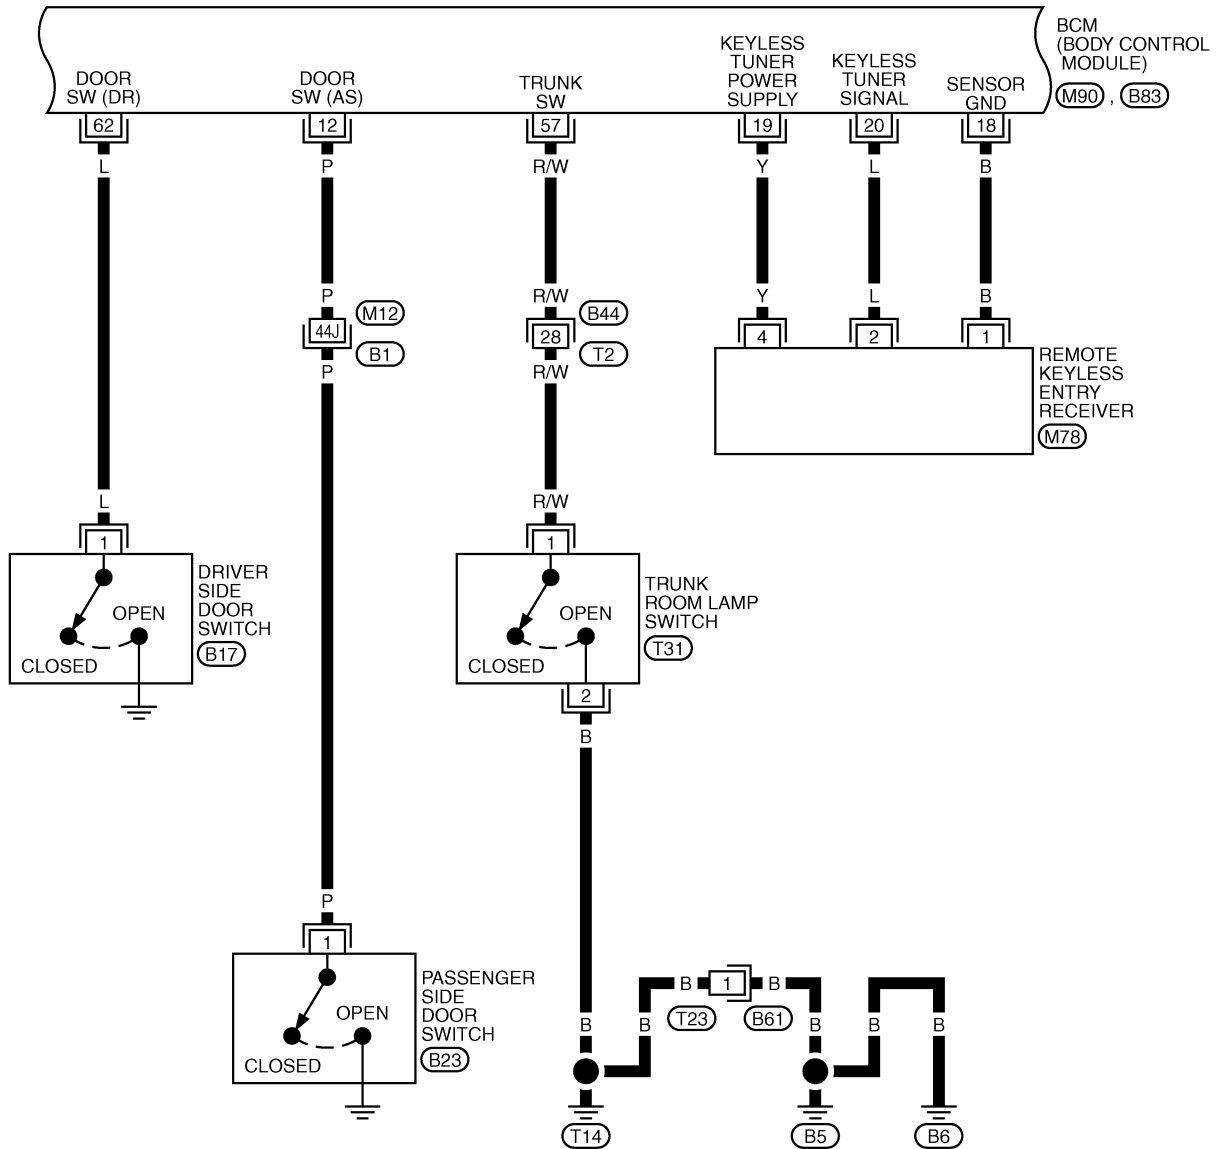 BCM
(BODY CONTROL
MODULE)
M90 , B83
DOOR
SW (DR)
DOOR
SW (AS)
TRUNK
SW
KEYLESS
TUNER
POWER
SUPPLY
KEYLESS
TUNER
SIGNAL
SENSOR
GND
62 12 57 19 20 18
L P R/W Y L B
P R/W Y L B
M12 B44
44J 28 4 2 1
B1 T2
P R/W
REMOTE
KEYLESS
ENTRY
RECEIVER
M78
L R/W
1 1
DRIVER
SIDE
DOOR
SWITCH
B17
OPEN
CLOSED
TRUNK
ROOM LAMP
SWITCH
T31
OPEN
CLOSED
2
B
P
1
PASSENGER
SIDE
DOOR
SWITCH
B23
OPEN
CLOSED
B 1 B
T23 B61
B B B B B
T14 B5 B6